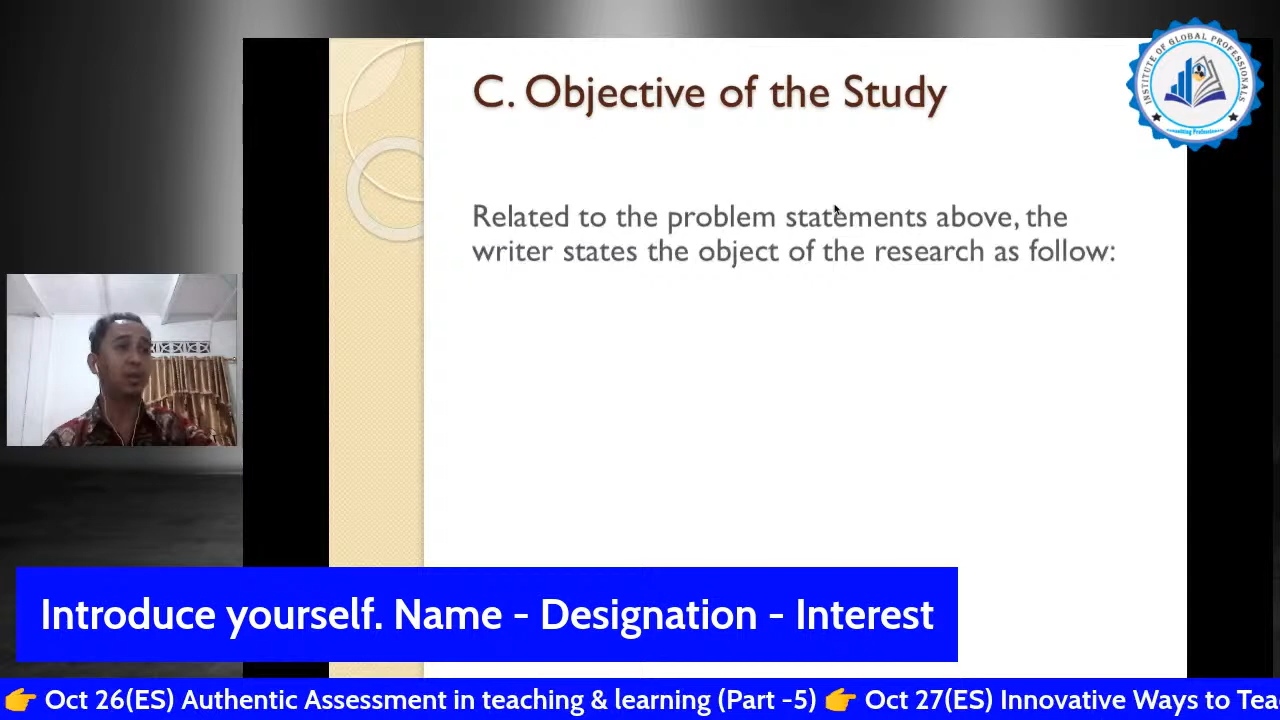 C. Objective of the Study
INSTITUTE OF GLOBAL PROFESSIONALS
Related to the problem statements above, the
writer states the object of the research as follow:
Introduce yourself. Name - Designation - Interest
👉 Oct 26(ES) Authentic Assessment in teaching & learning (Part -5) 👉 Oct 27(ES) Innovative Ways to Tea